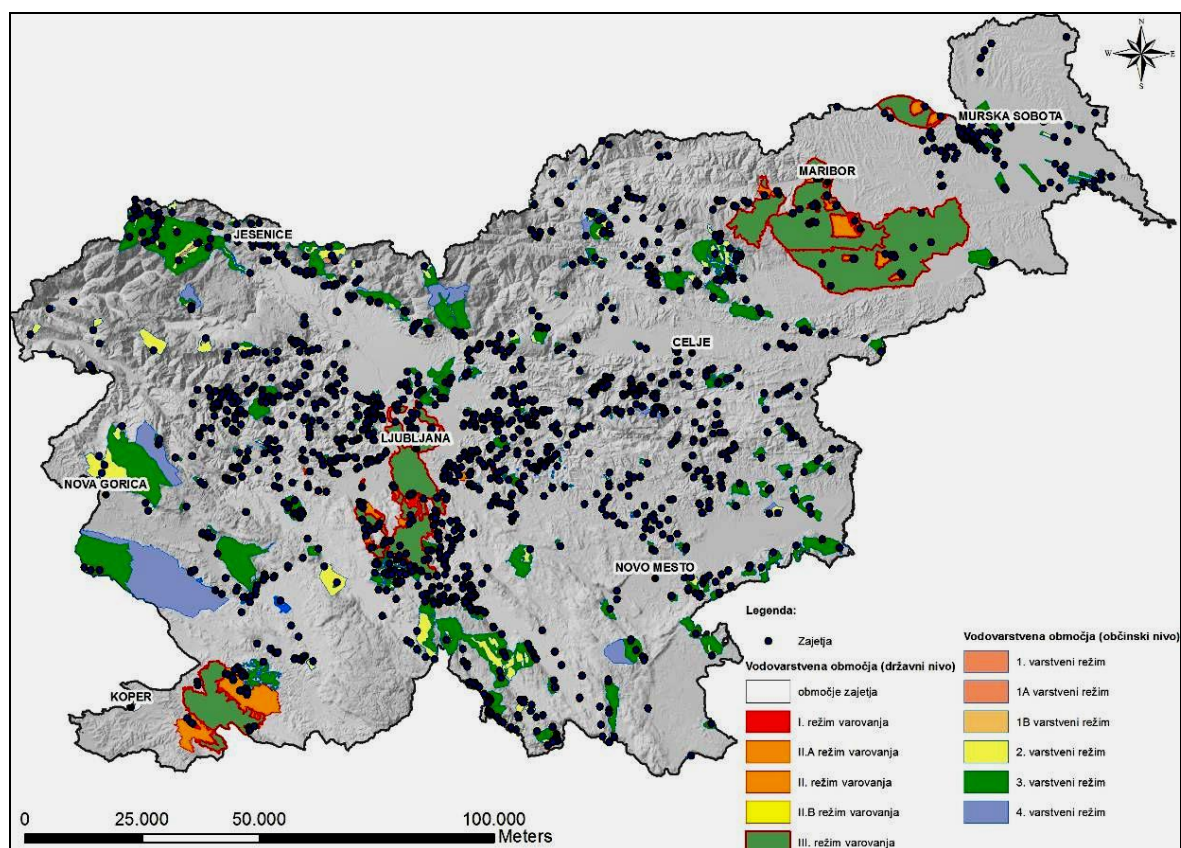 N
W E
S
MURSKA SOBOTA
MARIBOR
JESENICE
CELJE
LJUBLJANA
NOVA GORICA
NOVO MESTO
KOPER
Legenda:
Zajetja
Vodovarstvena območja (državni nivo)
območje zajetja
I. režim varovanja
II.A režim varovanja
II. režim varovanja
II.B režim varovanja
III. režim varovanja
Vodovarstvena območja (občinski nivo)
1. varstveni režim
1A varstveni režim
1B varstveni režim
2. varstveni režim
3. varstveni režim
4. varstveni režim
0 25.000 50.000 100.000
Meters